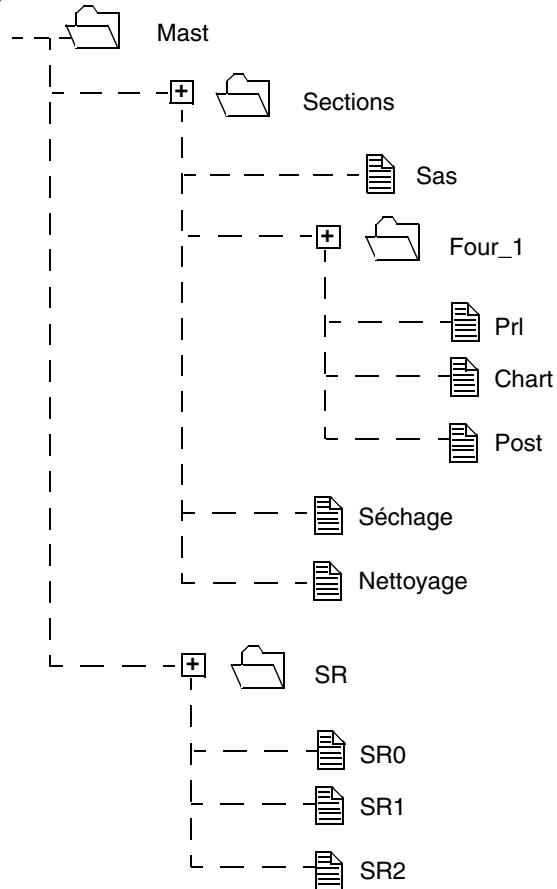 Mast
Sections
Sas
Four_1
Prl
Chart
Post
Séchage
Nettoyage
SR
SR0
SR1
SR2